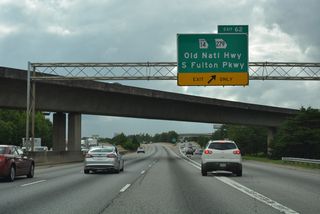 EXIT 62
14 279
Old Natl Hwy
S Fulton Pkwy
EXIT ONLY